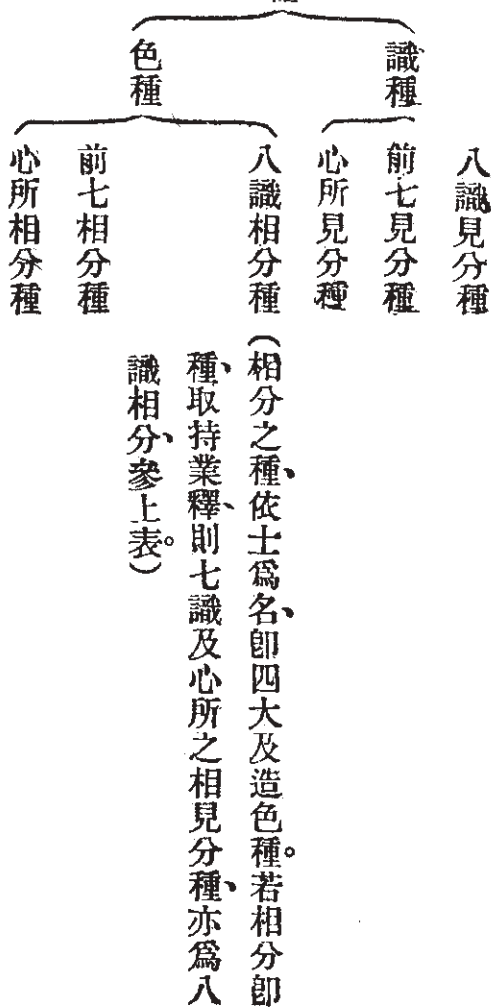 識種
八識見分種
前七見分種
心所見分種
色種
八識相分種
(相分之種、依士爲名、卽四大及造色種。若相分卽
種、取持業釋、則七識及心所之相見分種、亦爲八
識相分、參上表。)
前七相分種
心所相分種